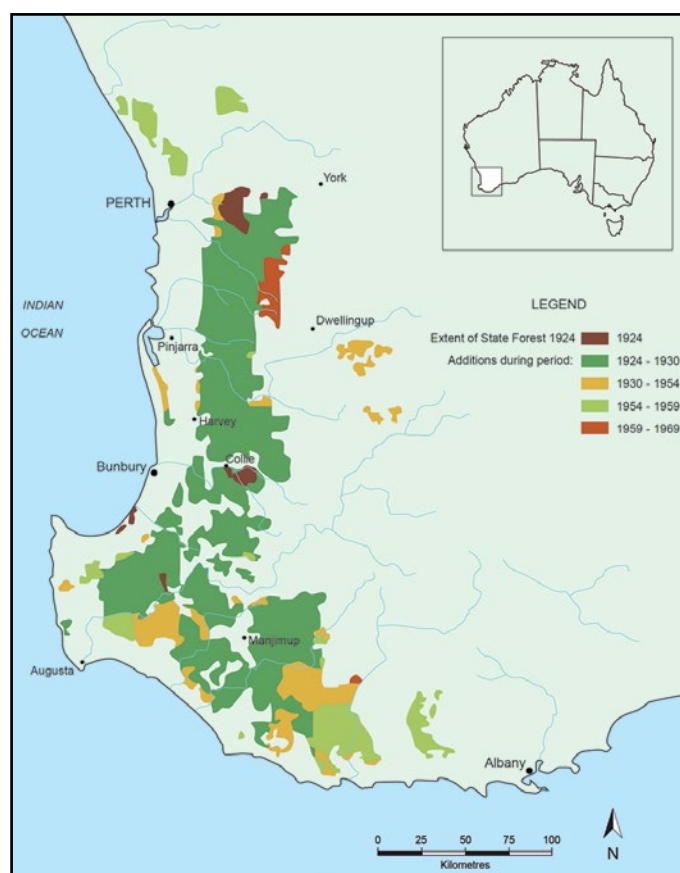 York
PERTH
INDIAN
OCEAN
LEGEND
Extent of State Forest 1924 1924
Additions during period: 1924 - 1930
1930 - 1954
1954 - 1959
1959 - 1969
Dwellingup
Pinjarra
Harvey
Collie
Bunbury
Manjimup
Augusta
Albany
0 25 50 75 100
Kilometres
N